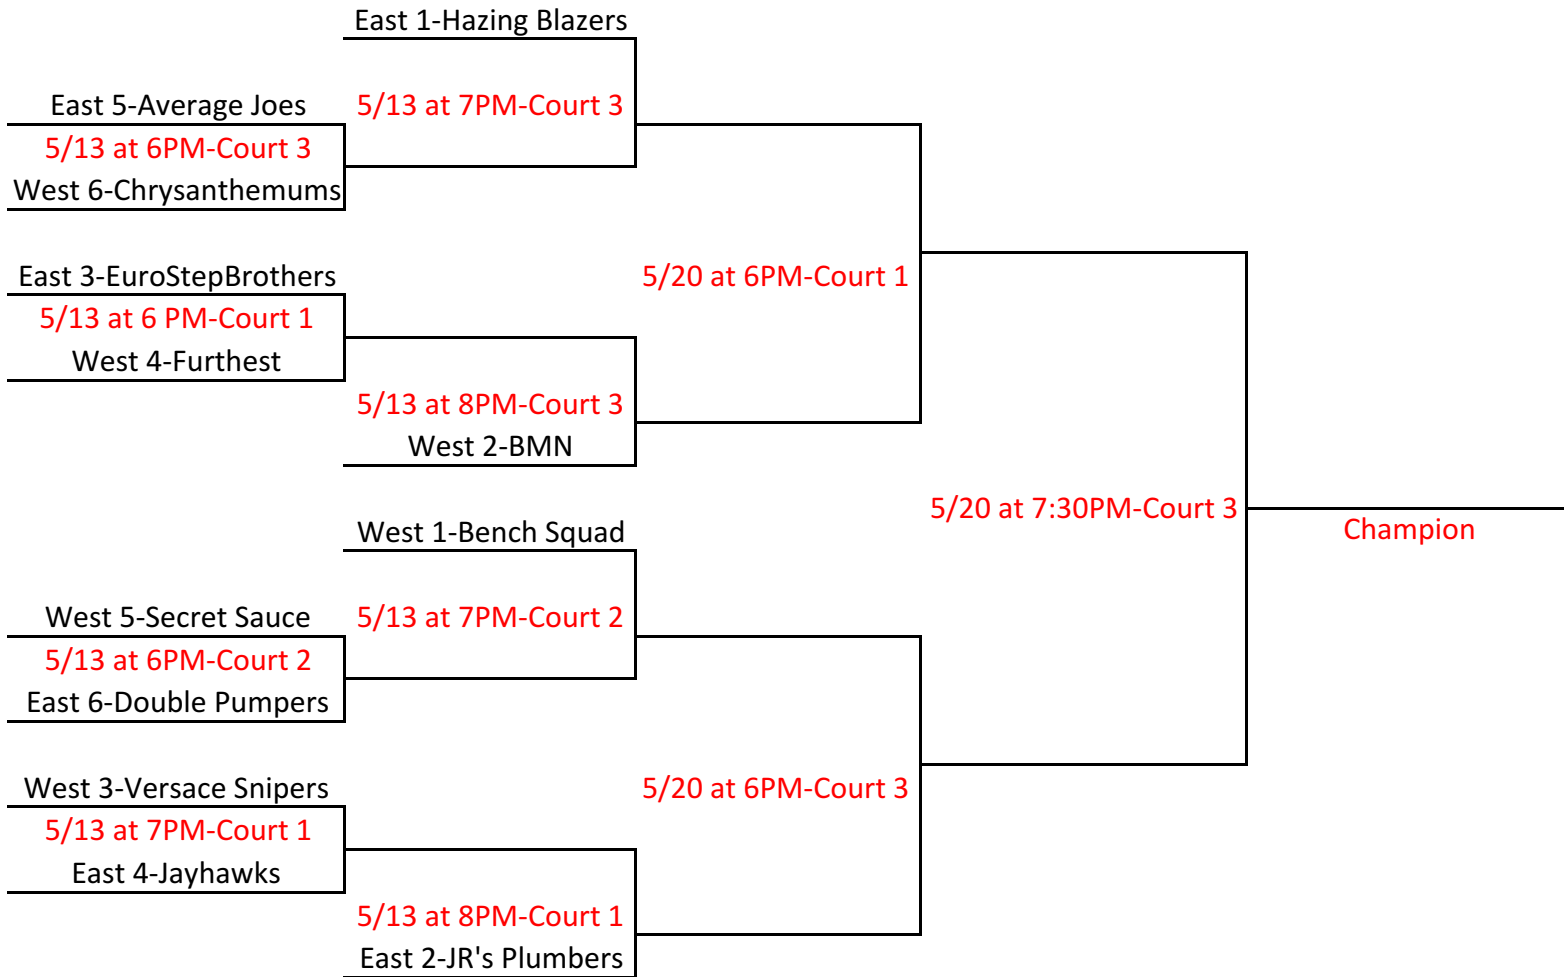 East 1-Hazing Blazers
East 5-Average Joes
5/13 at 7PM-Court 3
5/13 at 6PM-Court 3
West 6-Chrysanthemums
East 3-EuroStepBrothers
5/20 at 6PM-Court 1
5/13 at 6 PM-Court 1
West 4-Furthest
5/13 at 8PM-Court 3
West 2-BMN
5/20 at 7:30PM-Court 3
Champion
West 1-Bench Squad
West 5-Secret Sauce
5/13 at 7PM-Court 2
5/13 at 6PM-Court 2
East 6-Double Pumpers
West 3-Versace Snipers
5/20 at 6PM-Court 3
5/13 at 7PM-Court 1
East 4-Jayhawks
5/13 at 8PM-Court 1
East 2-JR's Plumbers